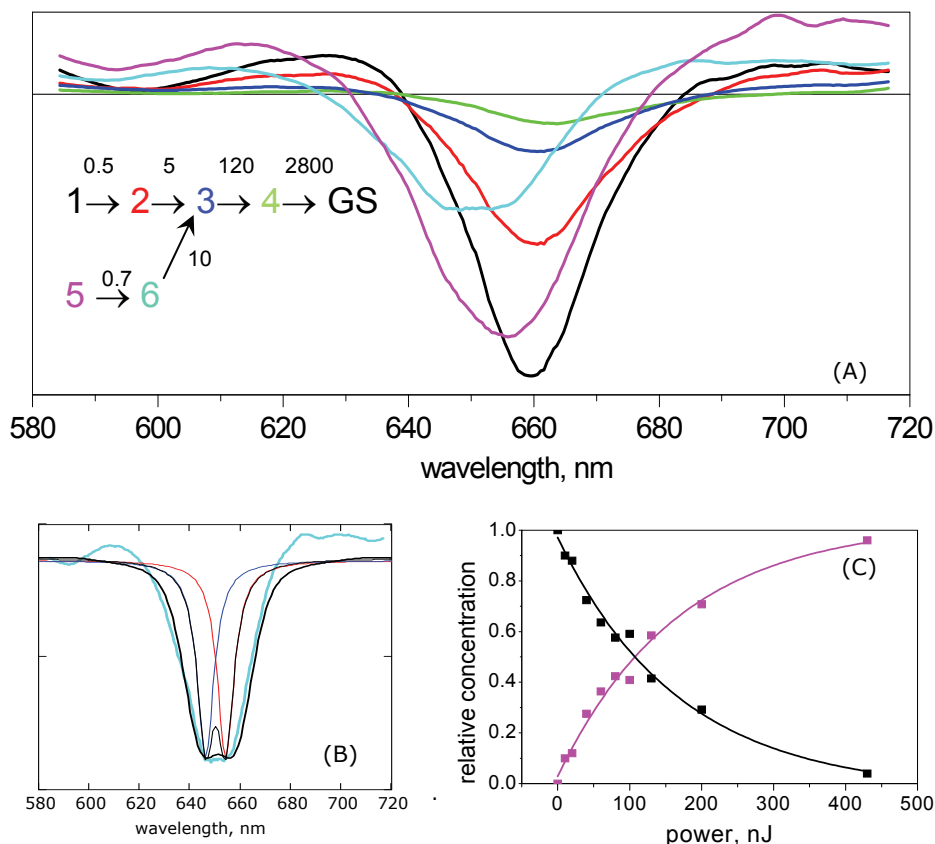 0.5 5 120 2800
1 → 2 → 3 → 4 → GS
10
0.7
5 → 6
(A)
580 600 620 640 660 680 700 720
wavelength, nm
(B)
580 600 620 640 660 680 700 720
wavelength, nm
.
1.0
0.8
0.6
0.4
0.2
0.0
relative concentration
(C)
0 100 200 300 400 500
power, nJ